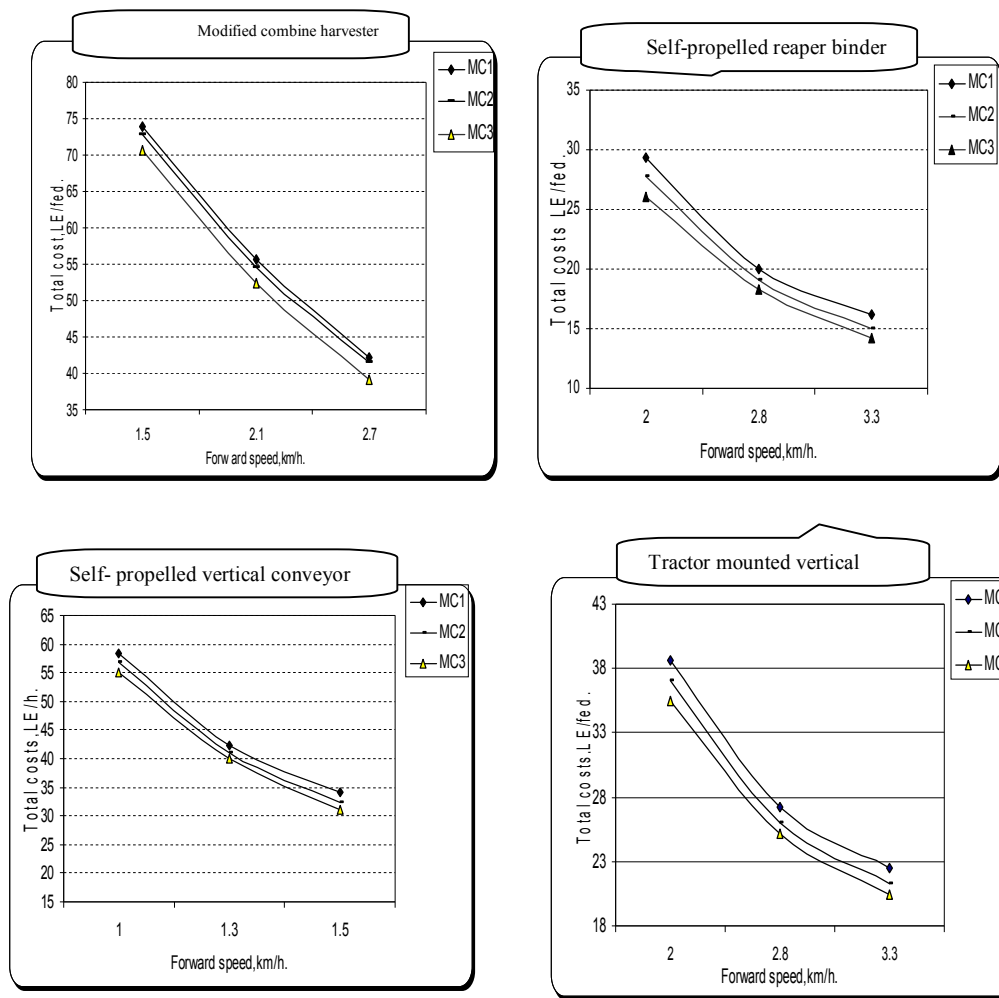 Modified combine harvester
MC1
MC2
MC3
Total cost,LE/fed.
80
75
70
65
60
55
50
45
40
35
1.5 2.1 2.7
Forw ard speed,km/h.
Self-propelled reaper binder
MC1
MC2
MC3
Total costs LE/fed.
35
30
25
20
15
10
2 2.8 3.3
Forward speed,km/h.
Self- propelled vertical conveyor
MC1
MC2
MC3
Total costs,LE/h.
65
60
55
50
45
40
35
30
25
20
15
1 1.3 1.5
Forward speed,km/h.
Tractor mounted vertical
MC
MC
MC
Total costs.LE/fed.
43
38
33
28
23
18
2 2.8 3.3
Forward speed,km/h.